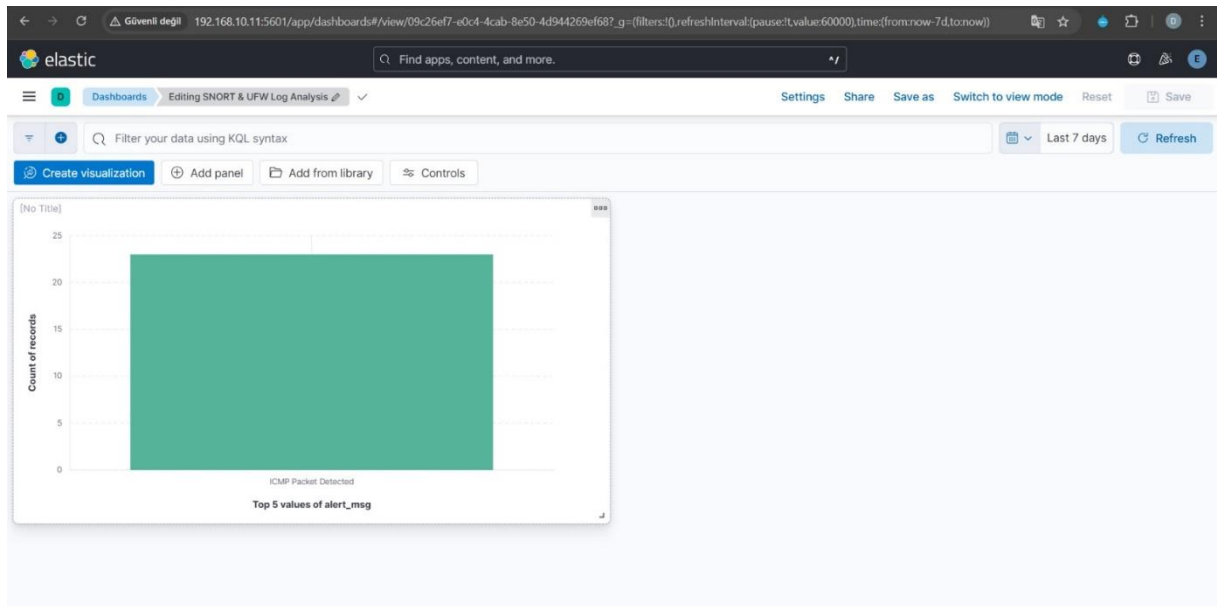 Güvenli değil 192.168.10.11:5601/app/dashboards#/view/09c26ef7-e0c4-4cab-8e50-4d944269ef68?_g=(filters:!(),refreshInterval:(pause:!t,value:60000),time:(from:now-7d,to:now))
elastic Find apps, content, and more. ^/ E
D Dashboards Editing SNORT & UFW Log Analysis Settings Share Save as Switch to view mode Reset Save
Filter your data using KQL syntax Last 7 days Refresh
Create visualization Add panel Add from library Controls
[No Title]
25
20
15
10
5
0
Count of records
ICMP Packet Detected
Top 5 values of alert_msg